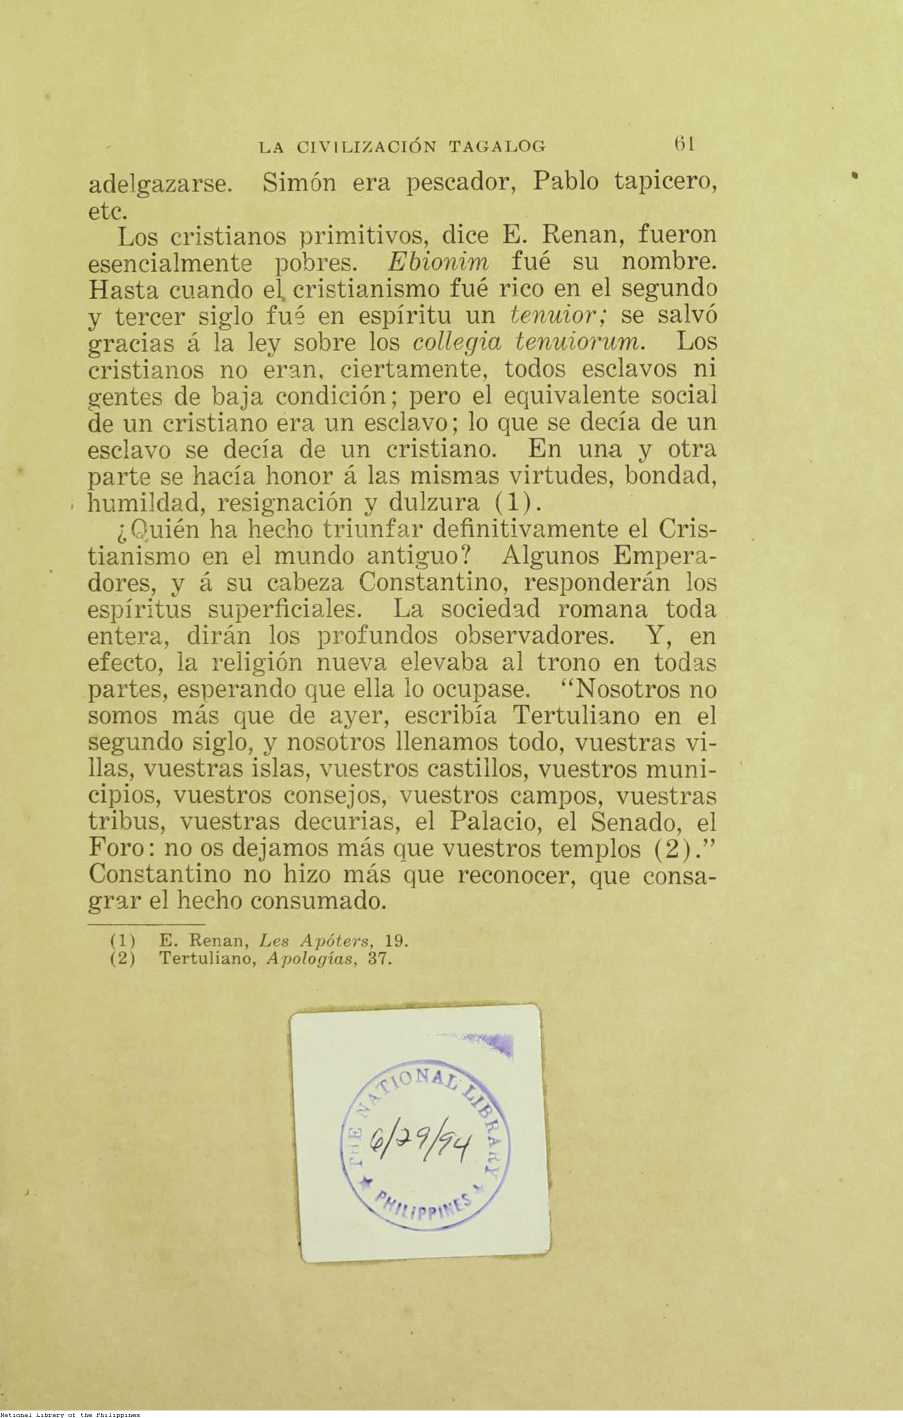 LA CIVILIZACIÓN TAGALOG 61
adelgazarse. Simón era pescador, Pablo tapicero,
etc.
Los cristianos primitivos, dice E. Renan, fueron
esencialmente pobres. Ebionim fué su nombre.
Hasta cuando el cristianismo fué rico en el segundo
y tercer siglo fué en espíritu un tenuior; se salvó
gracias á la ley sobre los collegia tenuiorum. Los
cristianos no eran, ciertamente, todos esclavos ni
gentes de baja condición; pero el equivalente social
de un cristiano era un esclavo; lo que se decía de un
esclavo se decía de un cristiano. En una y otra
parte se hacía honor á las mismas virtudes, bondad,
humildad, resignación y dulzura (1).
¿Quién ha hecho triunfar definitivamente el Cris-
tianismo en el mundo antiguo? Algunos Empera-
dores, y á su cabeza Constantino, responderán los
espíritus superficiales. La sociedad romana toda
entera, dirán los profundos observadores. Y, en
efecto, la religión nueva elevaba al trono en todas
partes, esperando que ella lo ocupase. “Nosotros no
somos más que de ayer, escribía Tertuliano en el
segundo siglo, y nosotros llenamos todo, vuestras vi-
llas, vuestras islas, vuestros castillos, vuestros muni-
cipios, vuestros consejos, vuestros campos, vuestras
tribus, vuestras decurias, el Palacio, el Senado, el
Foro: no os dejamos más que vuestros templos (2).”
Constantino no hizo más que reconocer, que consa-
grar el hecho consumado.
(1) E. Renan, Les Apóters, 19.
(2) Tertuliano, Apologías, 37.
THE NATIONAL LIBRARY
6/29/94
★ PHILIPPINES ★
National Library of the Philippines